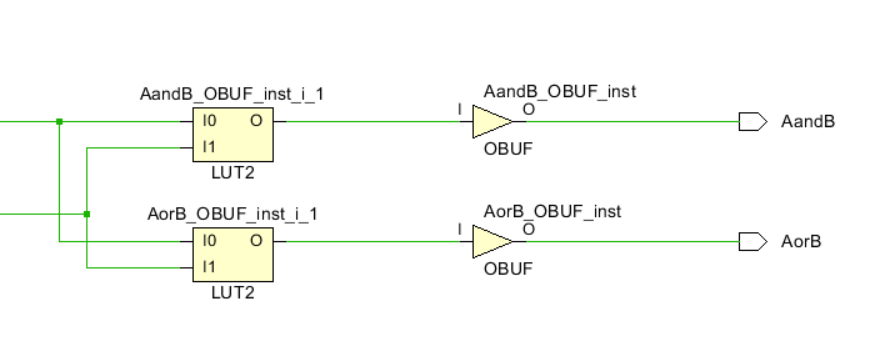 AandB_OBUF_inst_i_1
I0 O
I1
LUT2
AandB_OBUF_inst
I O
OBUF
AandB
AorB_OBUF_inst_i_1
I0 O
I1
LUT2
AorB_OBUF_inst
I O
OBUF
AorB